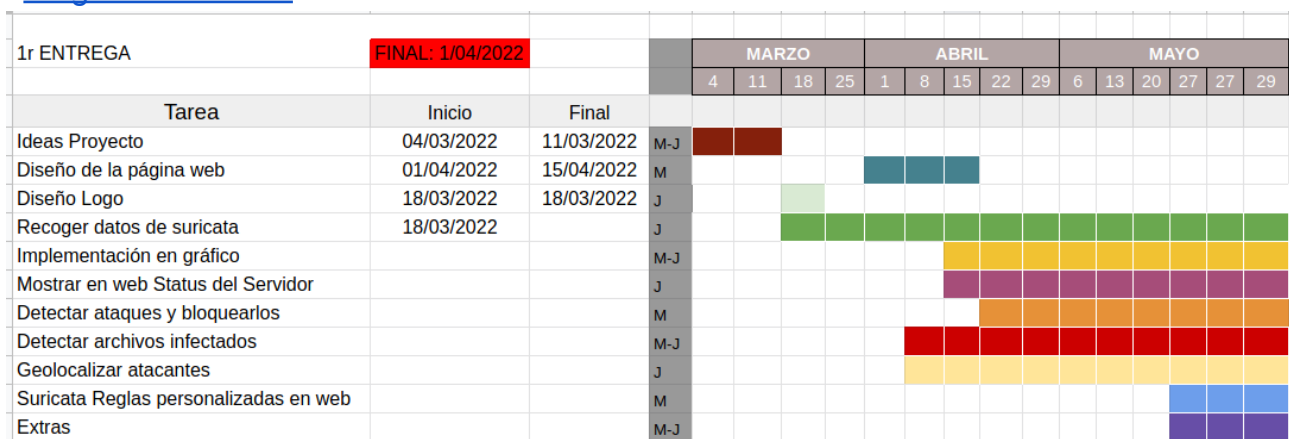 1r ENTREGA FINAL: 1/04/2022 MARZO ABRIL MAYO
4 11 18 25 1 8 15 22 29 6 13 20 27 27 29
Tarea Inicio Final
Ideas Proyecto 04/03/2022 11/03/2022 M-J
Diseño de la página web 01/04/2022 15/04/2022 M
Diseño Logo 18/03/2022 18/03/2022 J
Recoger datos de suricata 18/03/2022 J
Implementación en gráfico M-J
Mostrar en web Status del Servidor J
Detectar ataques y bloquearlos M
Detectar archivos infectados M-J
Geolocalizar atacantes J
Suricata Reglas personalizadas en web M
Extras M-J